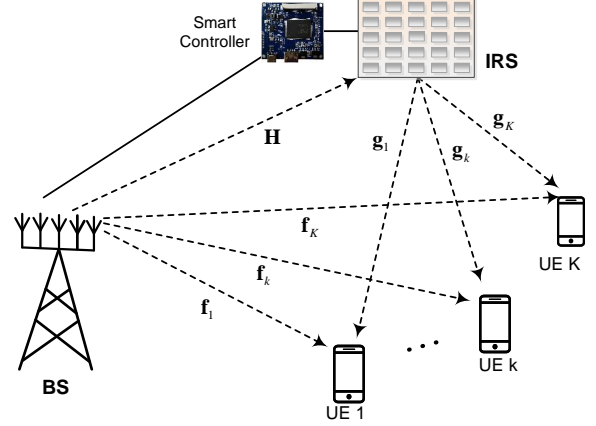 Smart
Controller
IRS
H
g1
gk
gK
fK
fk
f1
UE K
UE k
UE 1
BS
. . .